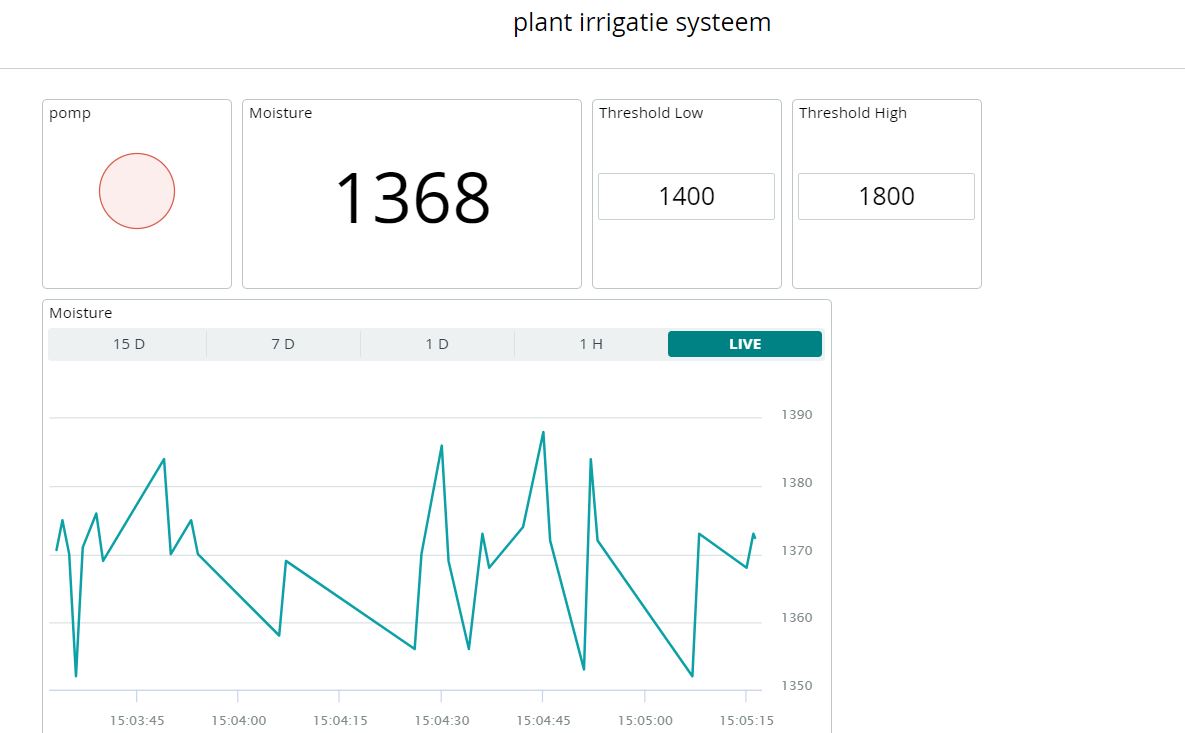 plant irrigatie systeem
pomp
Moisture
Threshold Low
Threshold High
1368
1400
1800
Moisture
15 D
7 D
1 D
1 H
LIVE
1390
1380
1370
1360
1350
15:03:45
15:04:00
15:04:15
15:04:30
15:04:45
15:05:00
15:05:15